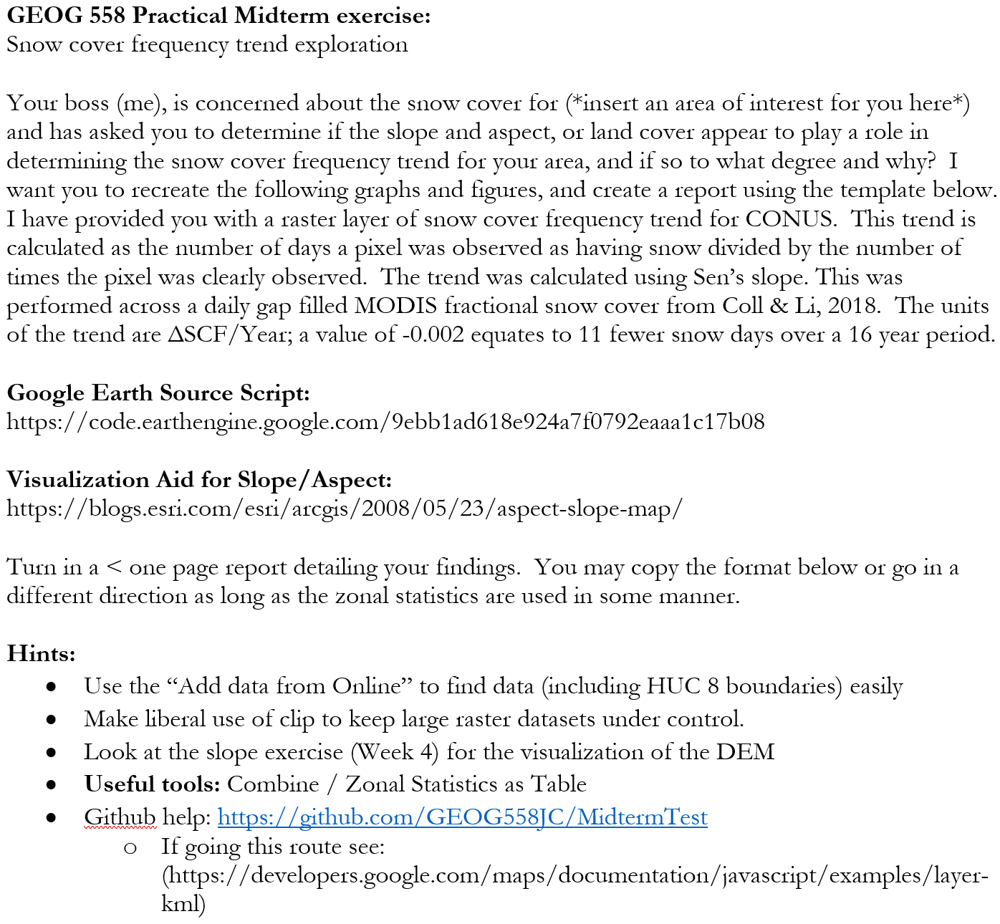 GEOG 558 Practical Midterm exercise:
Snow cover frequency trend exploration
Your boss (me), is concerned about the snow cover for (*insert an area of interest for you here*)
and has asked you to determine if the slope and aspect, or land cover appear to play a role in
determining the snow cover frequency trend for your area, and if so to what degree and why?  I
want you to recreate the following graphs and figures, and create a report using the template below.
I have provided you with a raster layer of snow cover frequency trend for CONUS.  This trend is
calculated as the number of days a pixel was observed as having snow divided by the number of
times the pixel was clearly observed.  The trend was calculated using Sen’s slope. This was
performed across a daily gap filled MODIS fractional snow cover from Coll & Li, 2018.  The units
of the trend are ΔSCF/Year; a value of -0.002 equates to 11 fewer snow days over a 16 year period.
Google Earth Source Script:
https://code.earthengine.google.com/9ebb1ad618e924a7f0792eaaa1c17b08
Visualization Aid for Slope/Aspect:
https://blogs.esri.com/esri/arcgis/2008/05/23/aspect-slope-map/
Turn in a < one page report detailing your findings.  You may copy the format below or go in a
different direction as long as the zonal statistics are used in some manner.
Hints:
• Use the “Add data from Online” to find data (including HUC 8 boundaries) easily
• Make liberal use of clip to keep large raster datasets under control.
• Look at the slope exercise (Week 4) for the visualization of the DEM
• Useful tools: Combine / Zonal Statistics as Table
• Github help: https://github.com/GEOG558JC/MidtermTest
o If going this route see:
(https://developers.google.com/maps/documentation/javascript/examples/layer-
kml)